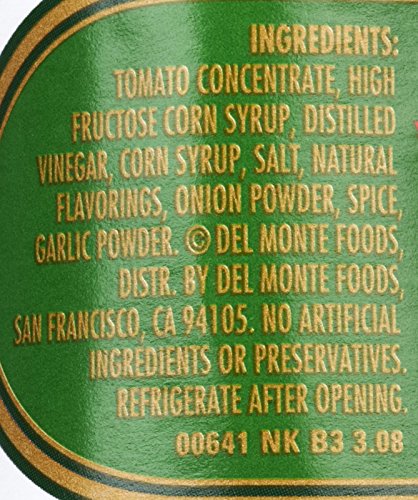 INGREDIENTS:
TOMATO CONCENTRATE, HIGH
FRUCTOSE CORN SYRUP, DISTILLED
VINEGAR, CORN SYRUP, SALT, NATURAL
FLAVORINGS, ONION POWDER, SPICE,
GARLIC POWDER. © DEL MONTE FOODS,
DISTR. BY DEL MONTE FOODS,
SAN FRANCISCO, CA 94105. NO ARTIFICIAL
INGREDIENTS OR PRESERVATIVES.
REFRIGERATE AFTER OPENING.
00641 NK B3 3.08